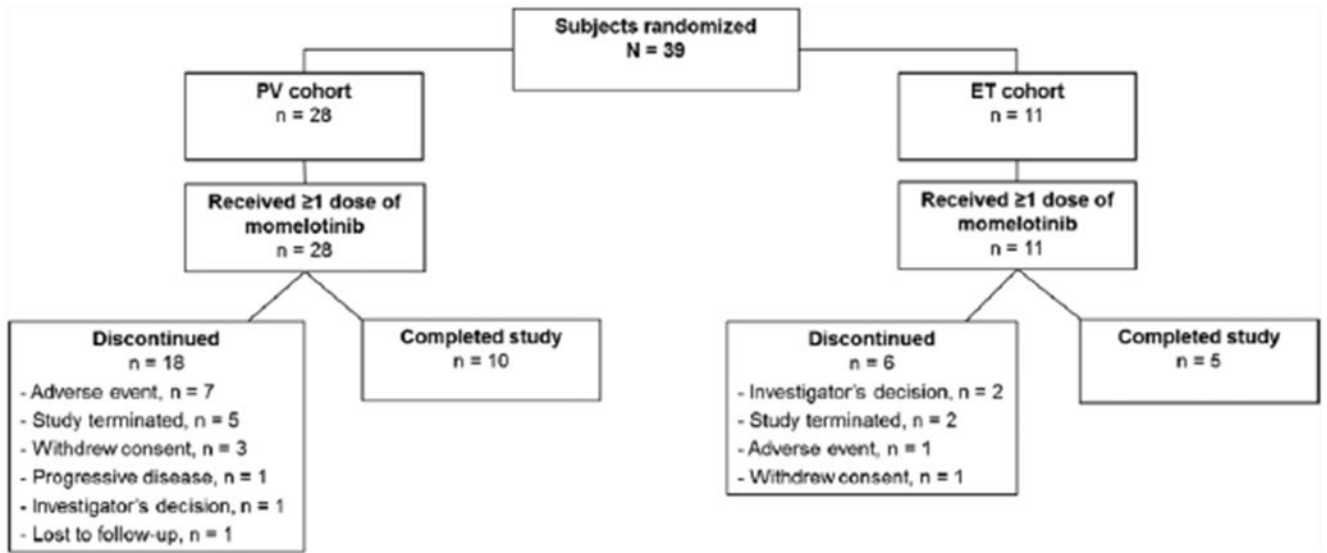 Subjects randomized
N = 39
PV cohort
n = 28
ET cohort
n = 11
Received ≥1 dose of
momelotinib
n = 28
Received ≥1 dose of
momelotinib
n = 11
Discontinued
n = 18
- Adverse event, n = 7
- Study terminated, n = 5
- Withdrew consent, n = 3
- Progressive disease, n = 1
- Investigator's decision, n = 1
- Lost to follow-up, n = 1
Completed study
n = 10
Discontinued
n = 6
- Investigator's decision, n = 2
- Study terminated, n = 2
- Adverse event, n = 1
- Withdrew consent, n = 1
Completed study
n = 5